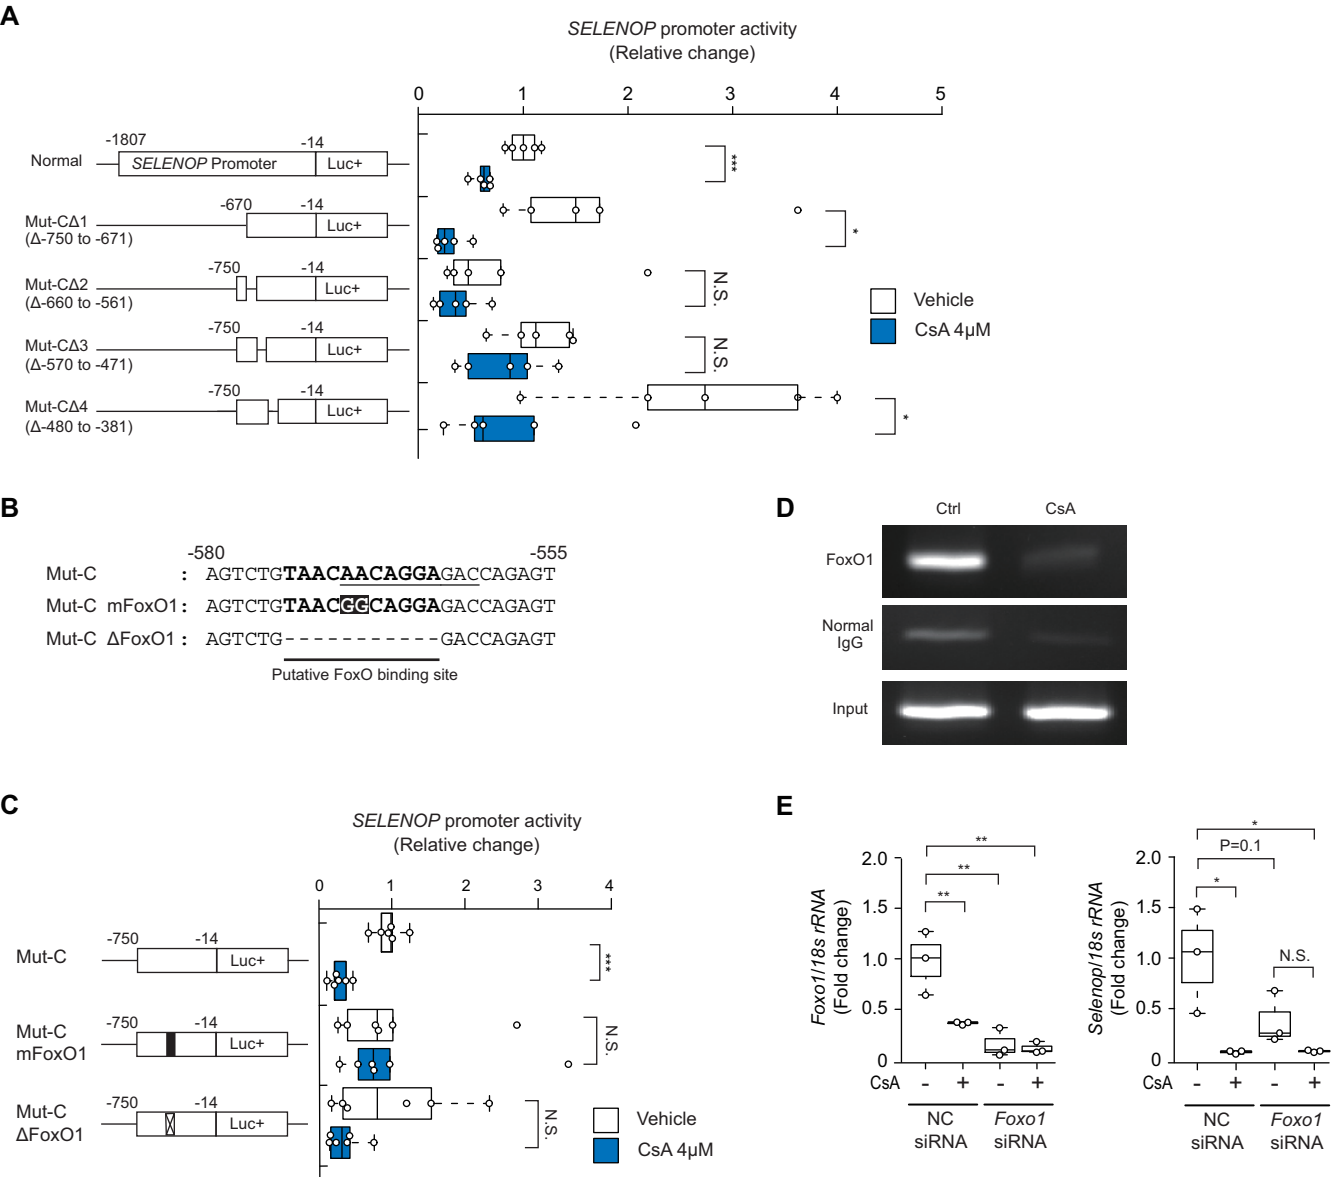 A
SELENOP promoter activity
(Relative change)
0 1 2 3 4 5
-1807 -14
Normal SELENOP Promoter Luc+
***
-670 -14
Mut-CΔ1 Luc+
(Δ-750 to -671)
*
-750 -14
Mut-CΔ2 Luc+
(Δ-660 to -561)
N.S.
-750 -14
Mut-CΔ3 Luc+
(Δ-570 to -471)
N.S.
-750 -14
Mut-CΔ4 Luc+
(Δ-480 to -381)
*
Vehicle
CsA 4μM
B
-580 -555
Mut-C : AGTCTGTAACAACAGGAGACCAGAGT
Mut-C mFoxO1: AGTCTGTAACGGCAGGAGACCAGAGT
Mut-C ΔFoxO1 : AGTCTG-----------GACCAGAGT
Putative FoxO binding site
C
SELENOP promoter activity
(Relative change)
0 1 2 3 4
-750 -14
Mut-C Luc+
***
-750 -14
Mut-C
mFoxO1 Luc+
N.S.
-750 -14
Mut-C
ΔFoxO1 Luc+
N.S.
Vehicle
CsA 4μM
D
Ctrl CsA
FoxO1
Normal
IgG
Input
E
Foxo1/18s rRNA
(Fold change)
2.0
1.5
1.0
0.5
0
**
**
**
CsA - + - +
NC Foxo1
siRNA siRNA
Selenop/18s rRNA
(Fold change)
2.0
1.5
1.0
0.5
0
*
P=0.1
*
N.S.
CsA - + - +
NC Foxo1
siRNA siRNA